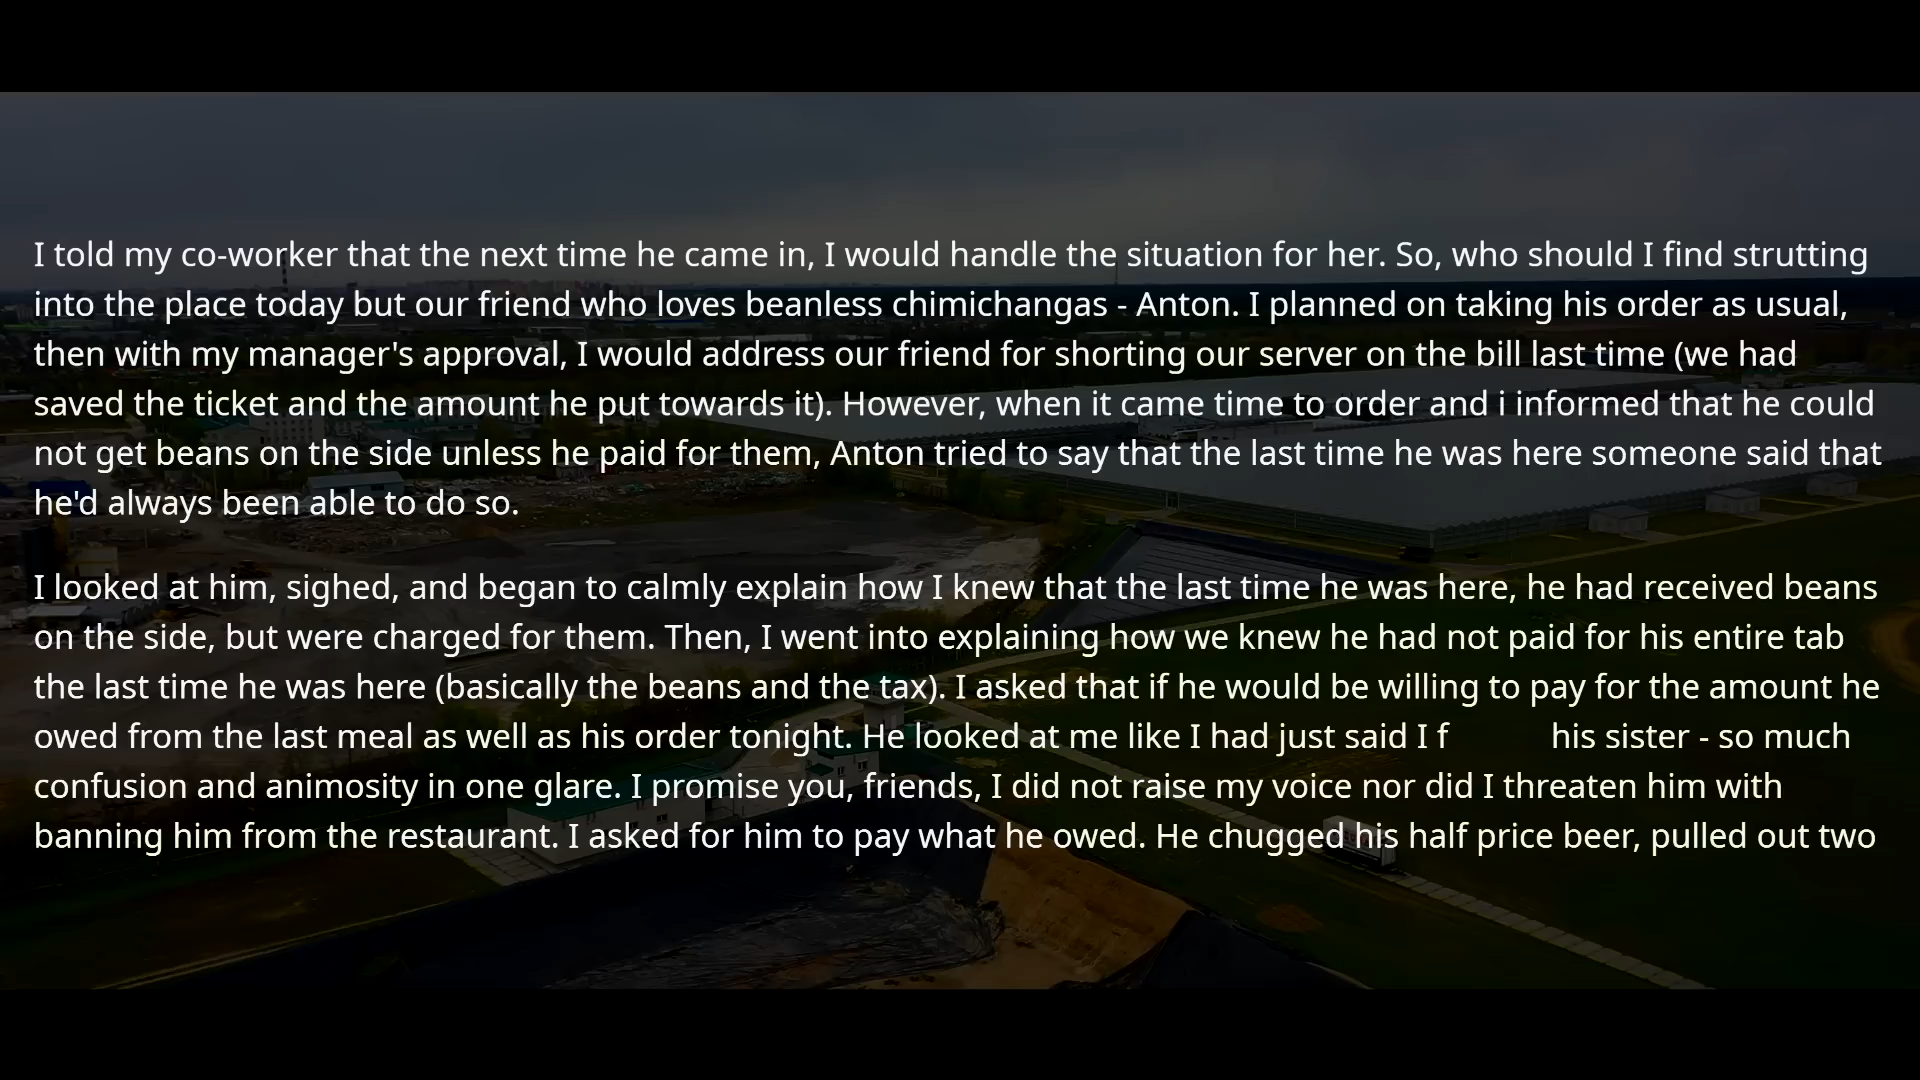 I told my co-worker that the next time he came in, I would handle the situation for her. So, who should I find strutting
into the place today but our friend who loves beanless chimichangas - Anton. I planned on taking his order as usual,
then with my manager's approval, I would address our friend for shorting our server on the bill last time (we had
saved the ticket and the amount he put towards it). However, when it came time to order and i informed that he could
not get beans on the side unless he paid for them, Anton tried to say that the last time he was here someone said that
he'd always been able to do so.
I looked at him, sighed, and began to calmly explain how I knew that the last time he was here, he had received beans
on the side, but were charged for them. Then, I went into explaining how we knew he had not paid for his entire tab
the last time he was here (basically the beans and the tax). I asked that if he would be willing to pay for the amount he
owed from the last meal as well as his order tonight. He looked at me like I had just said I f his sister - so much
confusion and animosity in one glare. I promise you, friends, I did not raise my voice nor did I threaten him with
banning him from the restaurant. I asked for him to pay what he owed. He chugged his half price beer, pulled out two